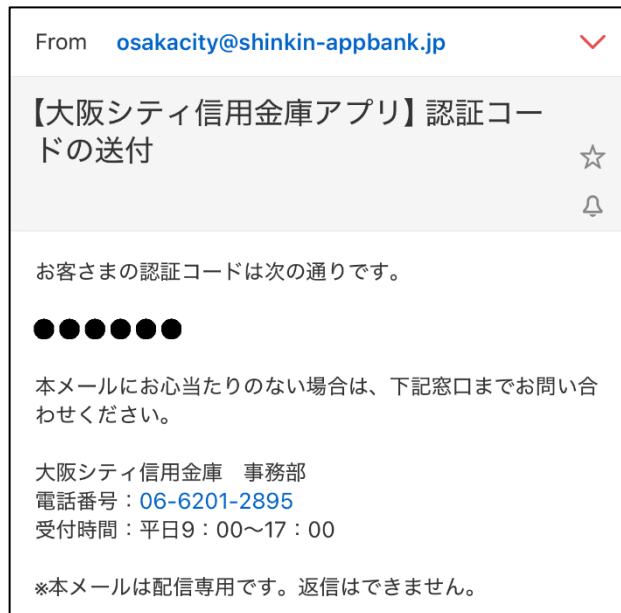 From osakacity@shinkin-appbank.jp
【大阪シティ信用金庫アプリ】認証コー
ドの送付
お客さまの認証コードは次の通りです。
●●●●●●
本メールにお心当たりのない場合は、下記窓口までお問い合
わせください。
大阪シティ信用金庫　事務部
電話番号：06-6201-2895
受付時間：平日9：00〜17：00
※本メールは配信専用です。返信はできません。